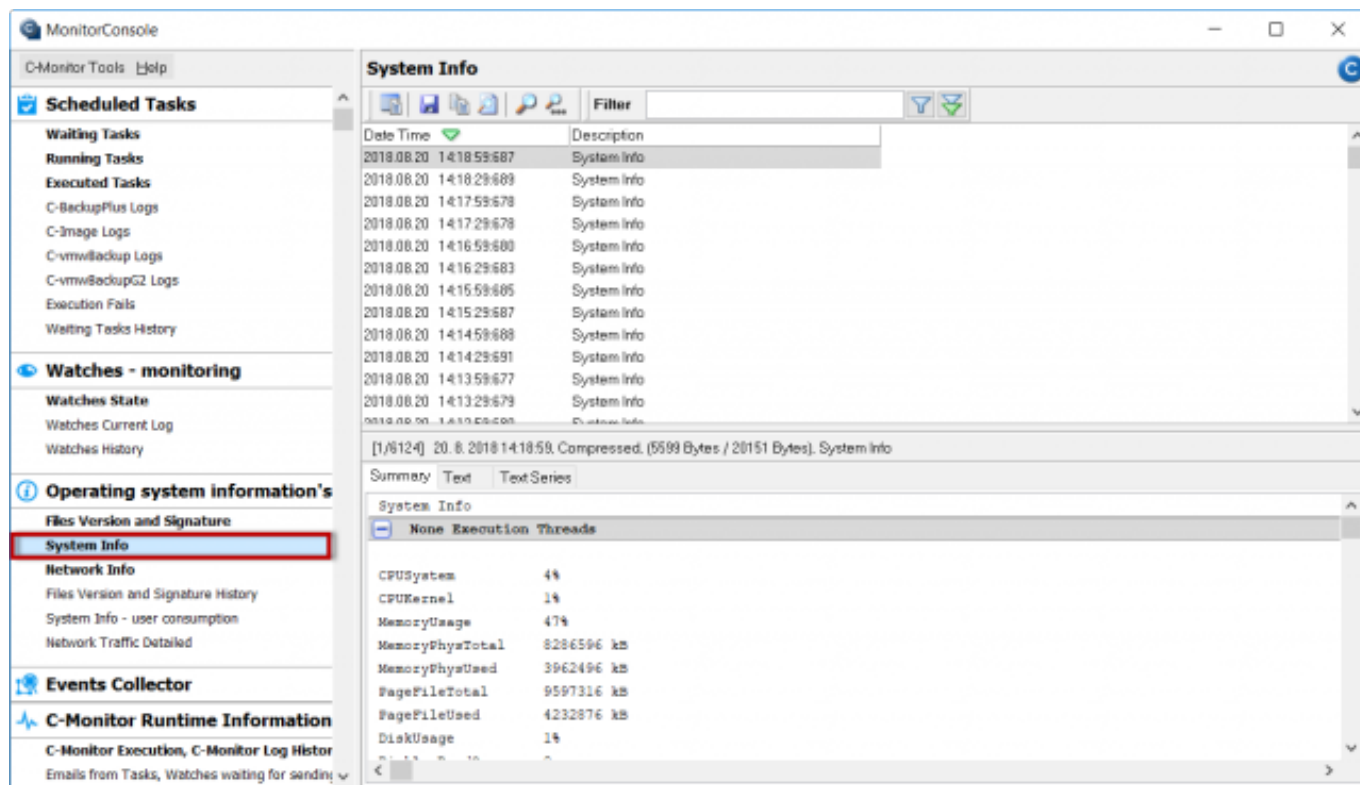 MonitorConsole
C-Monitor Tools Help
Scheduled Tasks
Waiting Tasks
Running Tasks
Executed Tasks
C-BackupPlus Logs
C-Image Logs
C-vmwBackup Logs
C-vmwBackupG2 Logs
Execution Fails
Waiting Tasks History
Watches - monitoring
Watches State
Watches Current Log
Watches History
Operating system information's
Files Version and Signature
System Info
Network Info
Files Version and Signature History
System Info - user consumption
Network Traffic Detailed
Events Collector
C-Monitor Runtime Information
C-Monitor Execution, C-Monitor Log Histor
Emails from Tasks, Watches waiting for sending
System Info
Filter
Date Time Description
2018.08.20 14:18:59:687 System Info
2018.08.20 14:18:29:689 System Info
2018.08.20 14:17:59:678 System Info
2018.08.20 14:17:29:678 System Info
2018.08.20 14:16:59:680 System Info
2018.08.20 14:16:29:683 System Info
2018.08.20 14:15:59:685 System Info
2018.08.20 14:15:29:687 System Info
2018.08.20 14:14:59:688 System Info
2018.08.20 14:14:29:691 System Info
2018.08.20 14:13:59:677 System Info
2018.08.20 14:13:29:679 System Info
[1/6124] 20. 8. 2018 14:18:59, Compressed, (5599 Bytes / 20151 Bytes), System Info
Summary Text Text Series
System Info
None Execution Threads
CPUSystem 4%
CPUKernel 1%
MemoryUsage 47%
MemoryPhysTotal 8286596 kB
MemoryPhysUsed 3962496 kB
PageFileTotal 9597316 kB
PageFileUsed 4232876 kB
DiskUsage 1%